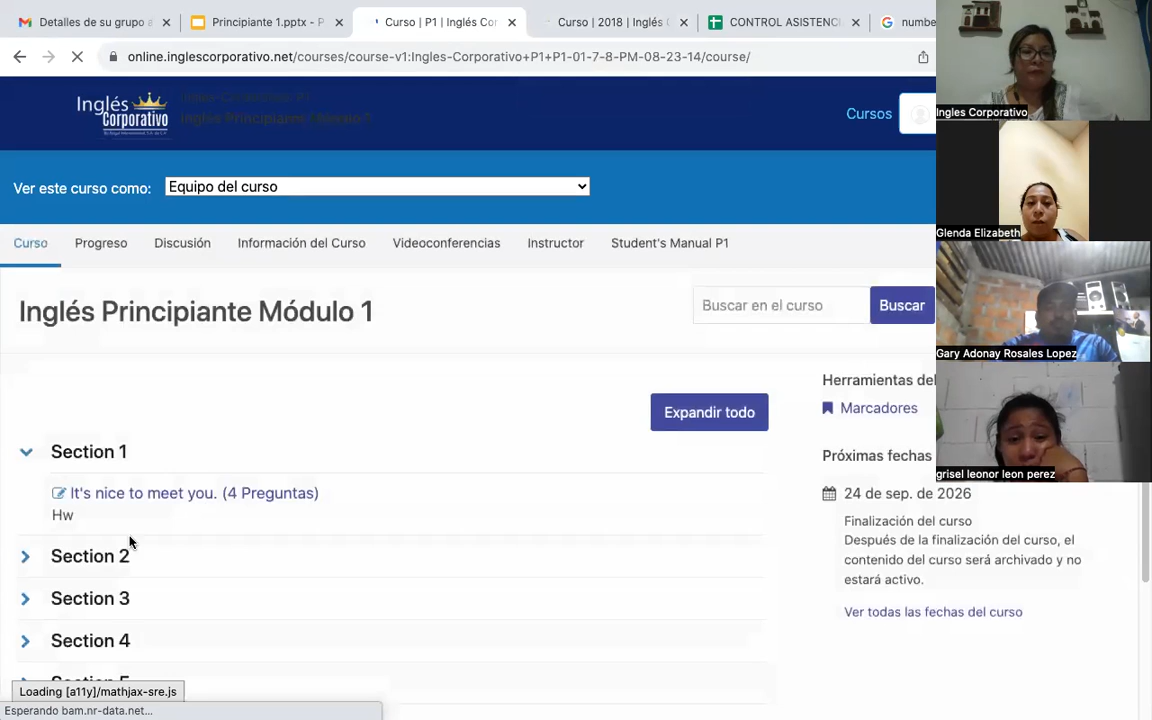 Detalles de su grupo a
Principiante 1.pptx - P
Curso | P1 | Inglés Cor
Curso | 2018 | Inglés C
CONTROL ASISTENC
numbe
online.inglescorporativo.net/courses/course-v1:Ingles-Corporativo+P1+P1-01-7-8-PM-08-23-14/course/
Inglés
Corporativo
Inglés Principiante Módulo 1
Cursos
Ver este curso como:
Equipo del curso
Curso
Progreso
Discusión
Información del Curso
Videoconferencias
Instructor
Student's Manual P1
Inglés Principiante Módulo 1
Buscar en el curso
Buscar
Expandir todo
Section 1
It's nice to meet you. (4 Preguntas)
Hw
Section 2
Section 3
Section 4
Herramientas del
Marcadores
Próximas fechas
24 de sep. de 2026
Finalización del curso
Después de la finalización del curso, el
contenido del curso será archivado y no
estará activo.
Ver todas las fechas del curso
Loading [a11y]/mathjax-sre.js
Esperando bam.nr-data.net...
Ingles Corporativo
Glenda Elizabeth
Gary Adonay Rosales Lopez
grisel leonor leon perez